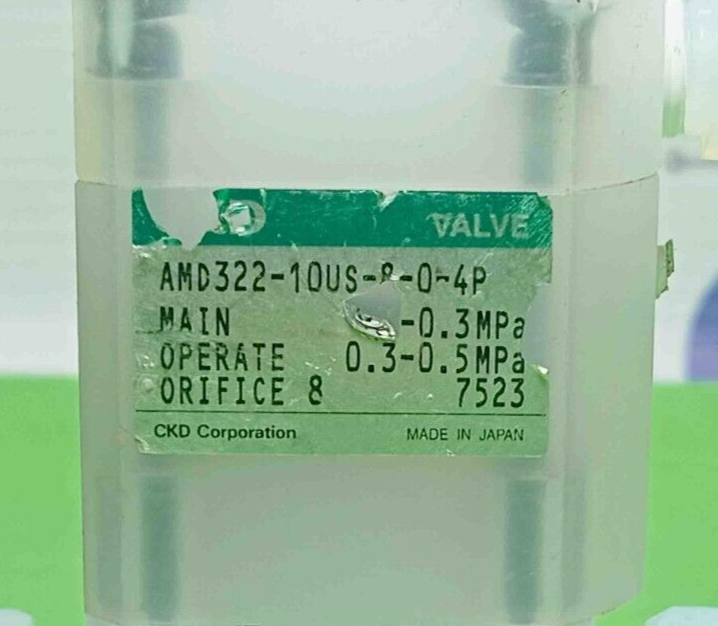 VALVE
AMD322-10US-8-0-4P
MAIN -0.3MPa
OPERATE 0.3-0.5MPa
ORIFICE 8 7523
CKD Corporation MADE IN JAPAN